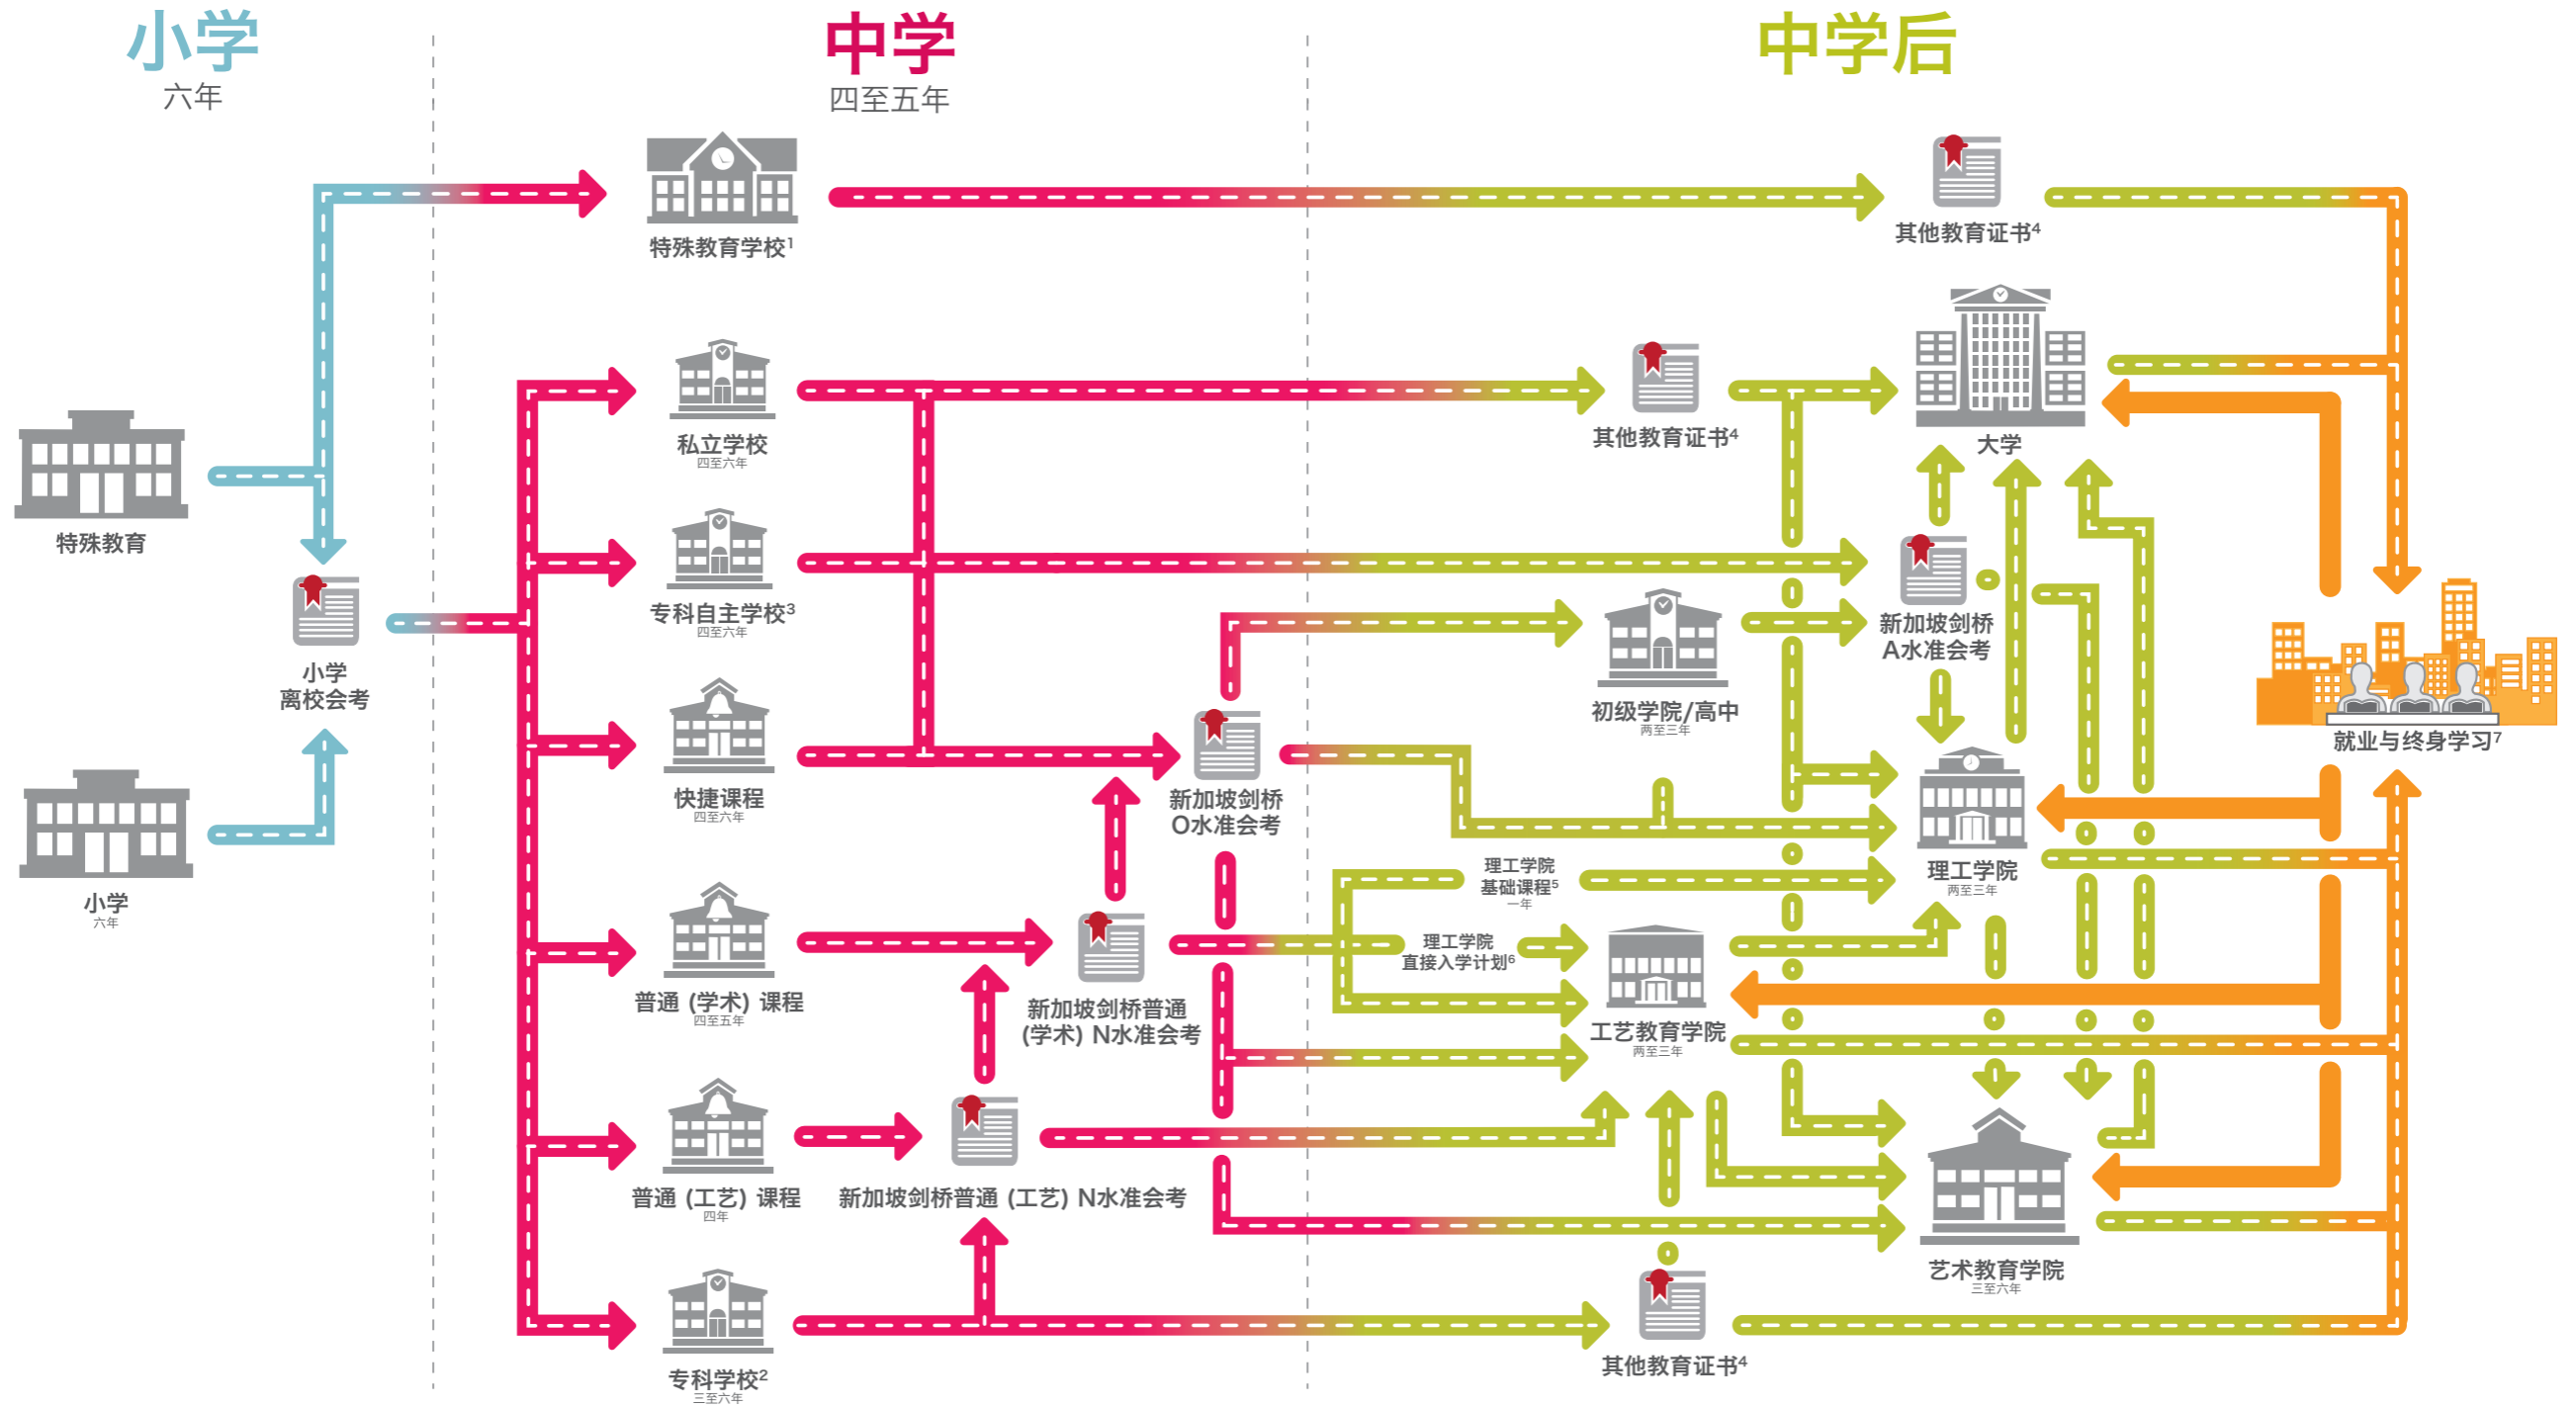 小学
六年
中学
四至五年
中学后
特殊教育学校¹
其他教育证书⁴
私立学校
四至六年
其他教育证书⁴
大学
特殊教育
专科自主学校³
四至六年
新加坡剑桥
A水准会考
小学
离校会考
初级学院/高中
两至三年
就业与终身学习⁷
快捷课程
四至六年
新加坡剑桥
O水准会考
小学
六年
理工学院
基础课程⁵
一年
理工学院
两至三年
理工学院
直接入学计划⁶
普通 (学术) 课程
四至五年
新加坡剑桥普通
(学术) N水准会考
工艺教育学院
两至三年
普通 (工艺) 课程
四年
新加坡剑桥普通 (工艺) N水准会考
艺术教育学院
三至六年
专科学校²
三至六年
其他教育证书⁴